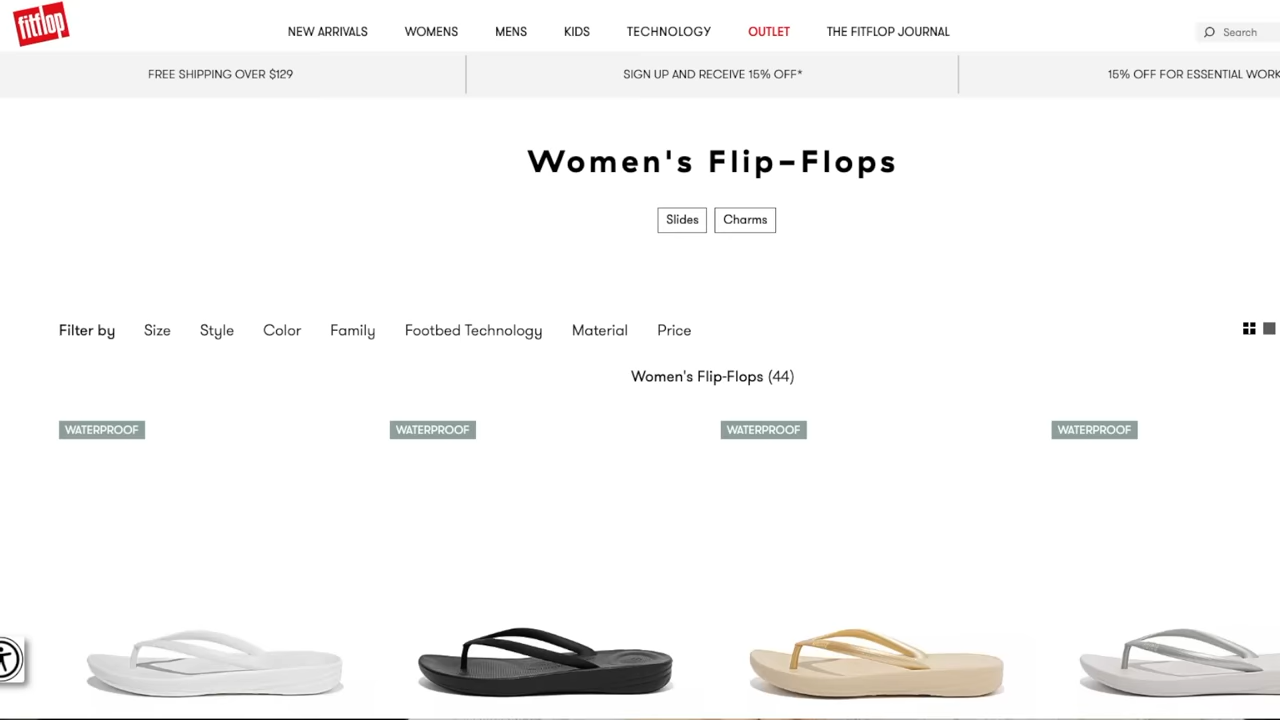 fitflop
NEW ARRIVALS WOMENS MENS KIDS TECHNOLOGY OUTLET THE FITFLOP JOURNAL Search
FREE SHIPPING OVER $129 SIGN UP AND RECEIVE 15% OFF* 15% OFF FOR ESSENTIAL WORK
Women's Flip-Flops
Slides Charms
Filter by Size Style Color Family Footbed Technology Material Price
Women's Flip-Flops (44)
WATERPROOF WATERPROOF WATERPROOF WATERPROOF